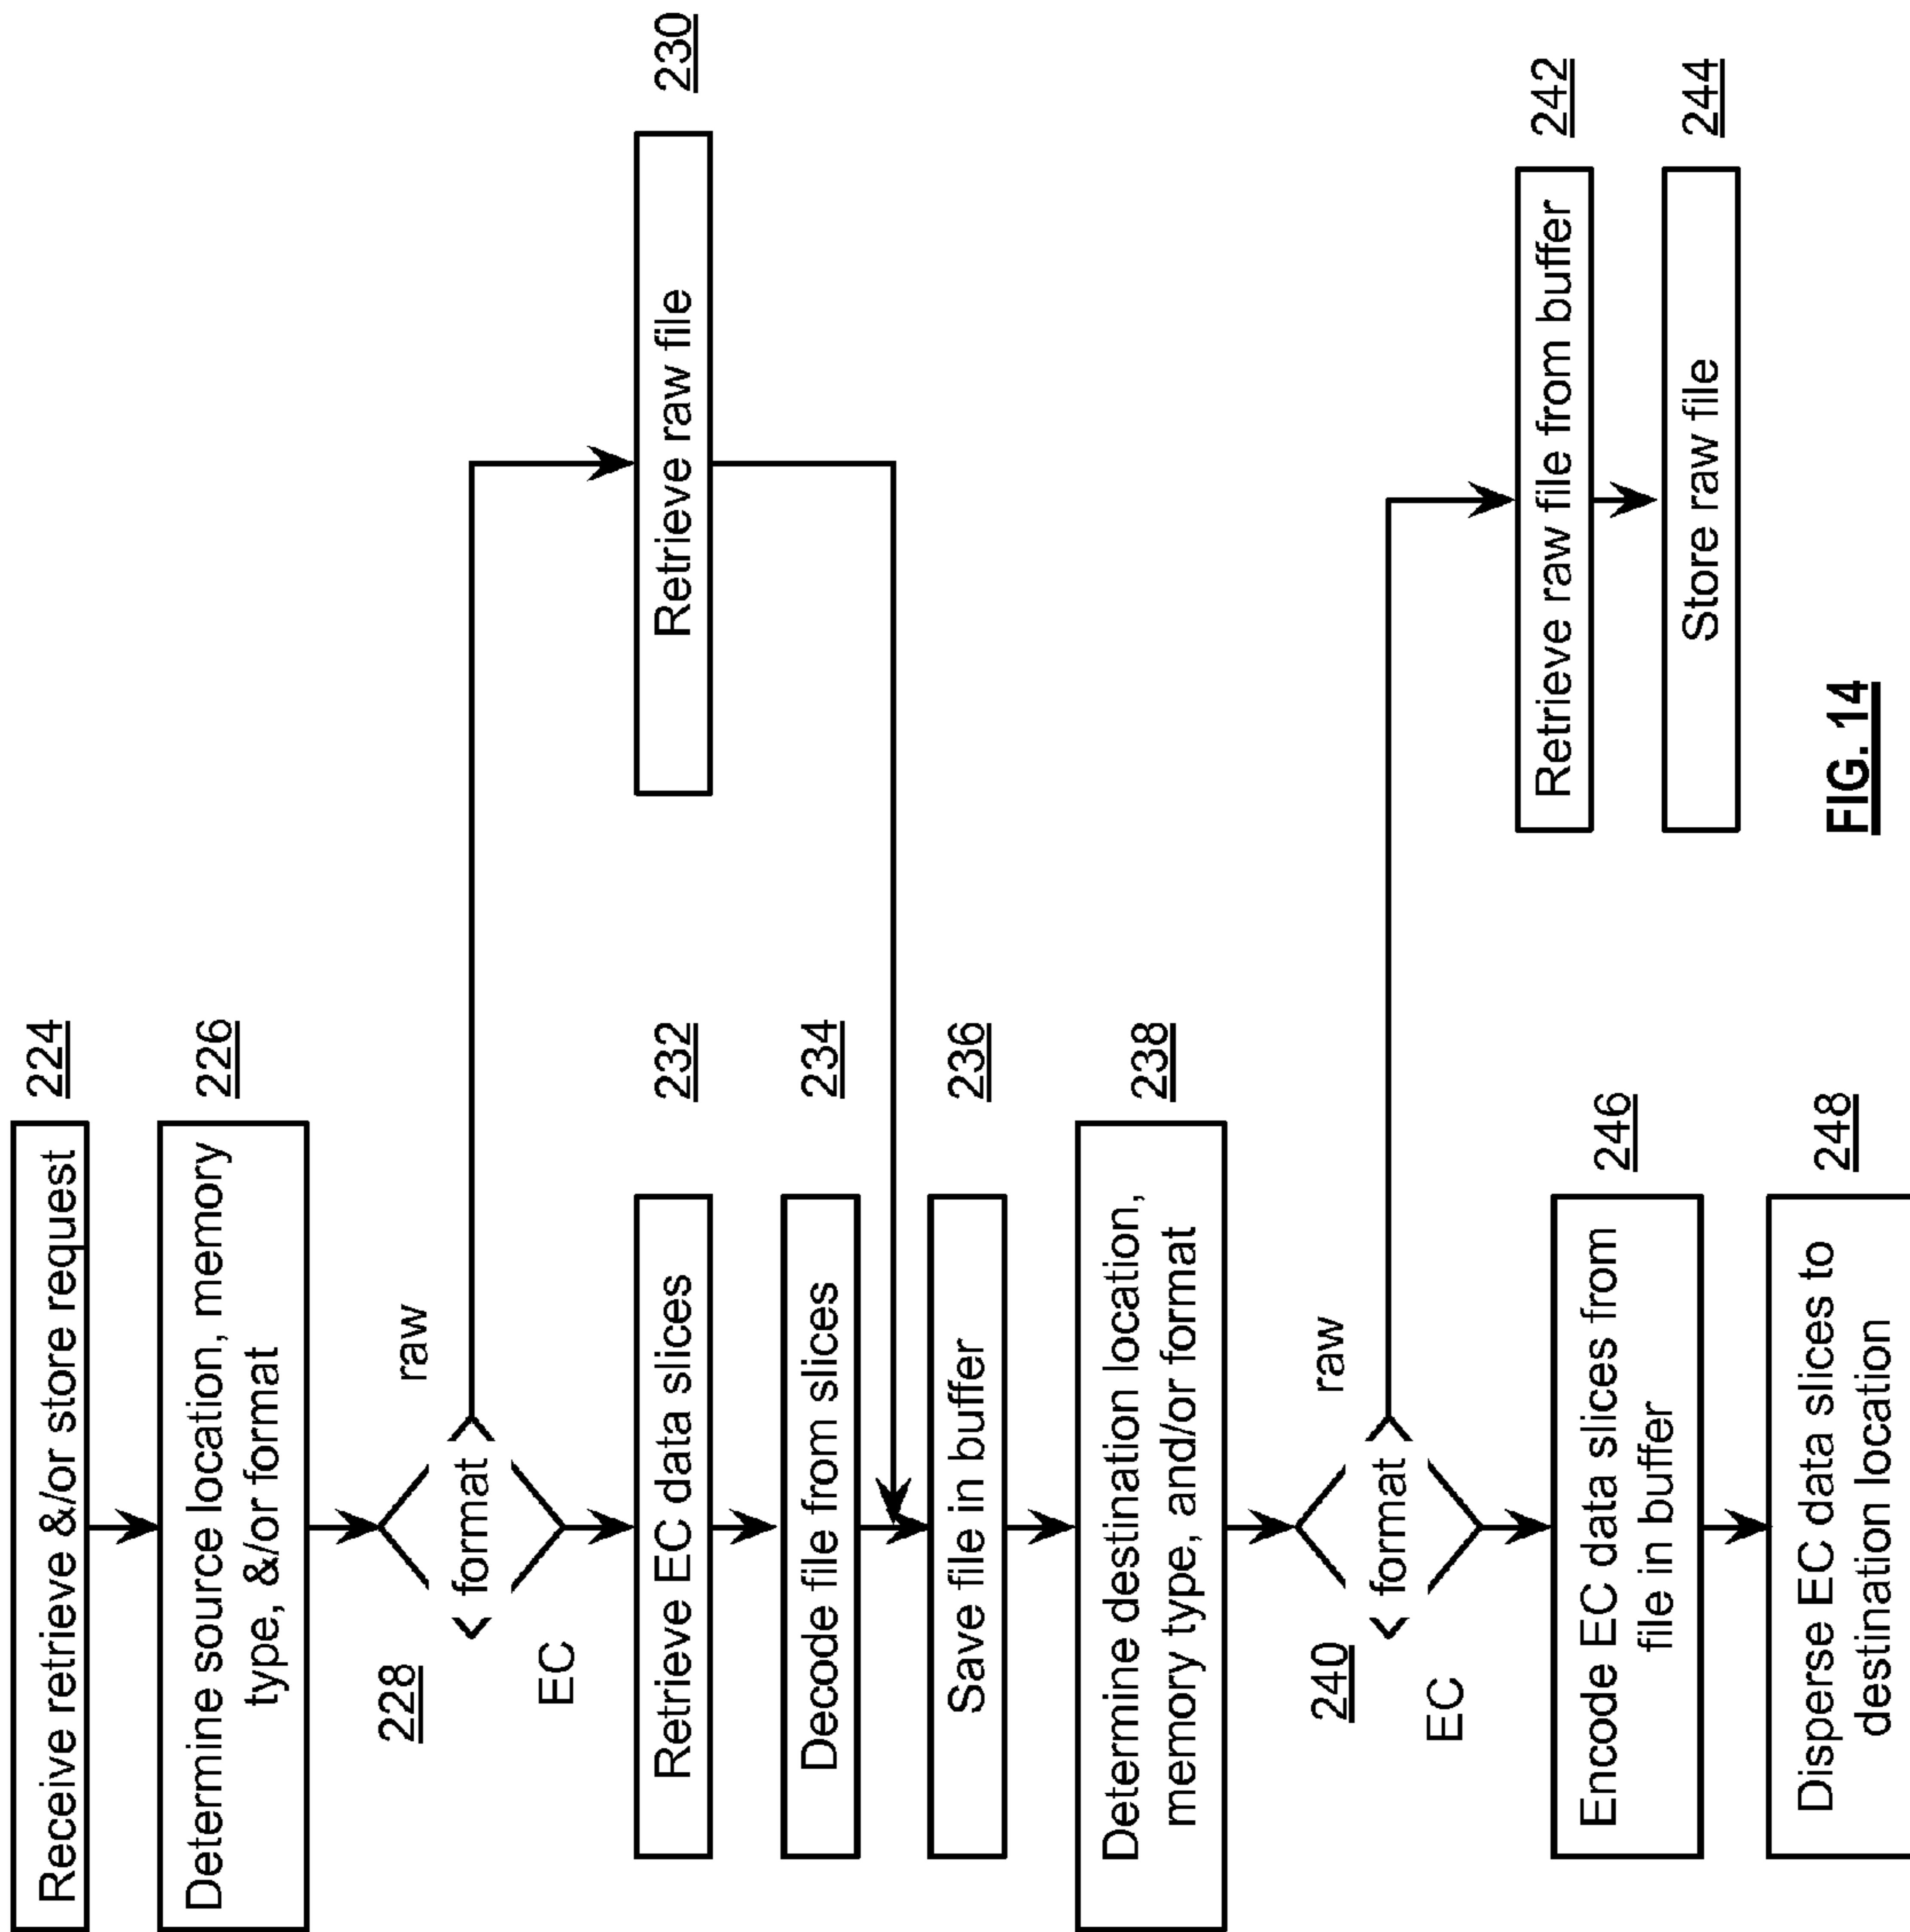 Receive retrieve &/or store request
224
Determine source location, memory
type, &/or format
226
228
format
raw
EC
Retrieve raw file
230
Retrieve EC data slices
232
Decode file from slices
234
Save file in buffer
236
Determine destination location,
memory type, and/or format
238
240
format
raw
EC
Retrieve raw file from buffer
242
Store raw file
244
Encode EC data slices from
file in buffer
246
Disperse EC data slices to
destination location
248
FIG. 14